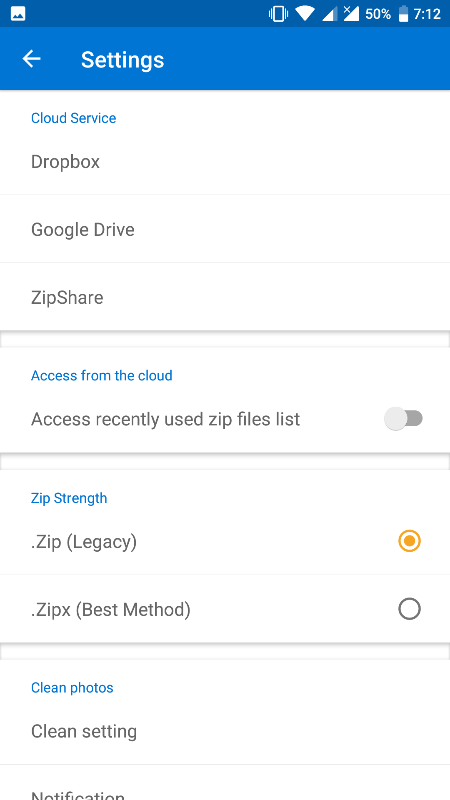 50% 7:12
Settings
Cloud Service
Dropbox
Google Drive
ZipShare
Access from the cloud
Access recently used zip files list
Zip Strength
.Zip (Legacy)
.Zipx (Best Method)
Clean photos
Clean setting
Notification